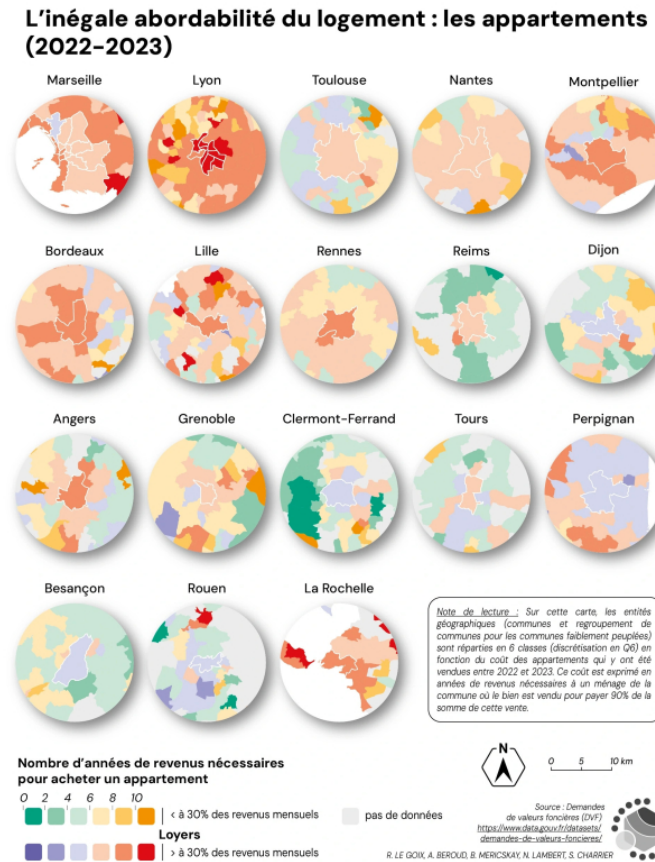 L'inégale abordabilité du logement : les appartements
(2022-2023)
Marseille
Lyon
Toulouse
Nantes
Montpellier
Bordeaux
Lille
Rennes
Reims
Dijon
Angers
Grenoble
Clermont-Ferrand
Tours
Perpignan
Besançon
Rouen
La Rochelle
Note de lecture : Sur cette carte, les entités
géographiques (communes et regroupement de
communes pour les communes faiblement peuplées)
sont réparties en 6 classes (discrétisation en Q6) en
fonction du coût des appartements qui y ont été
vendues entre 2022 et 2023. Ce coût est exprimé en
années de revenus nécessaires à un ménage de la
commune où le bien est vendu pour payer 90% de la
somme de cette vente.
Nombre d'années de revenus nécessaires
pour acheter un appartement
0 2 4 6 8 10
< à 30% des revenus mensuels
Loyers
> à 30% des revenus mensuels
pas de données
N
0 5 10 km
Source : Demandes
de valeurs foncières (DVF)
https://www.data.gouv.fr/datasets/
demandes-de-valeurs-foncieres/
R. LE GOIX, A. BEROUD, B. MERICSKAY, N. LAMBERT, S. CHARRIER